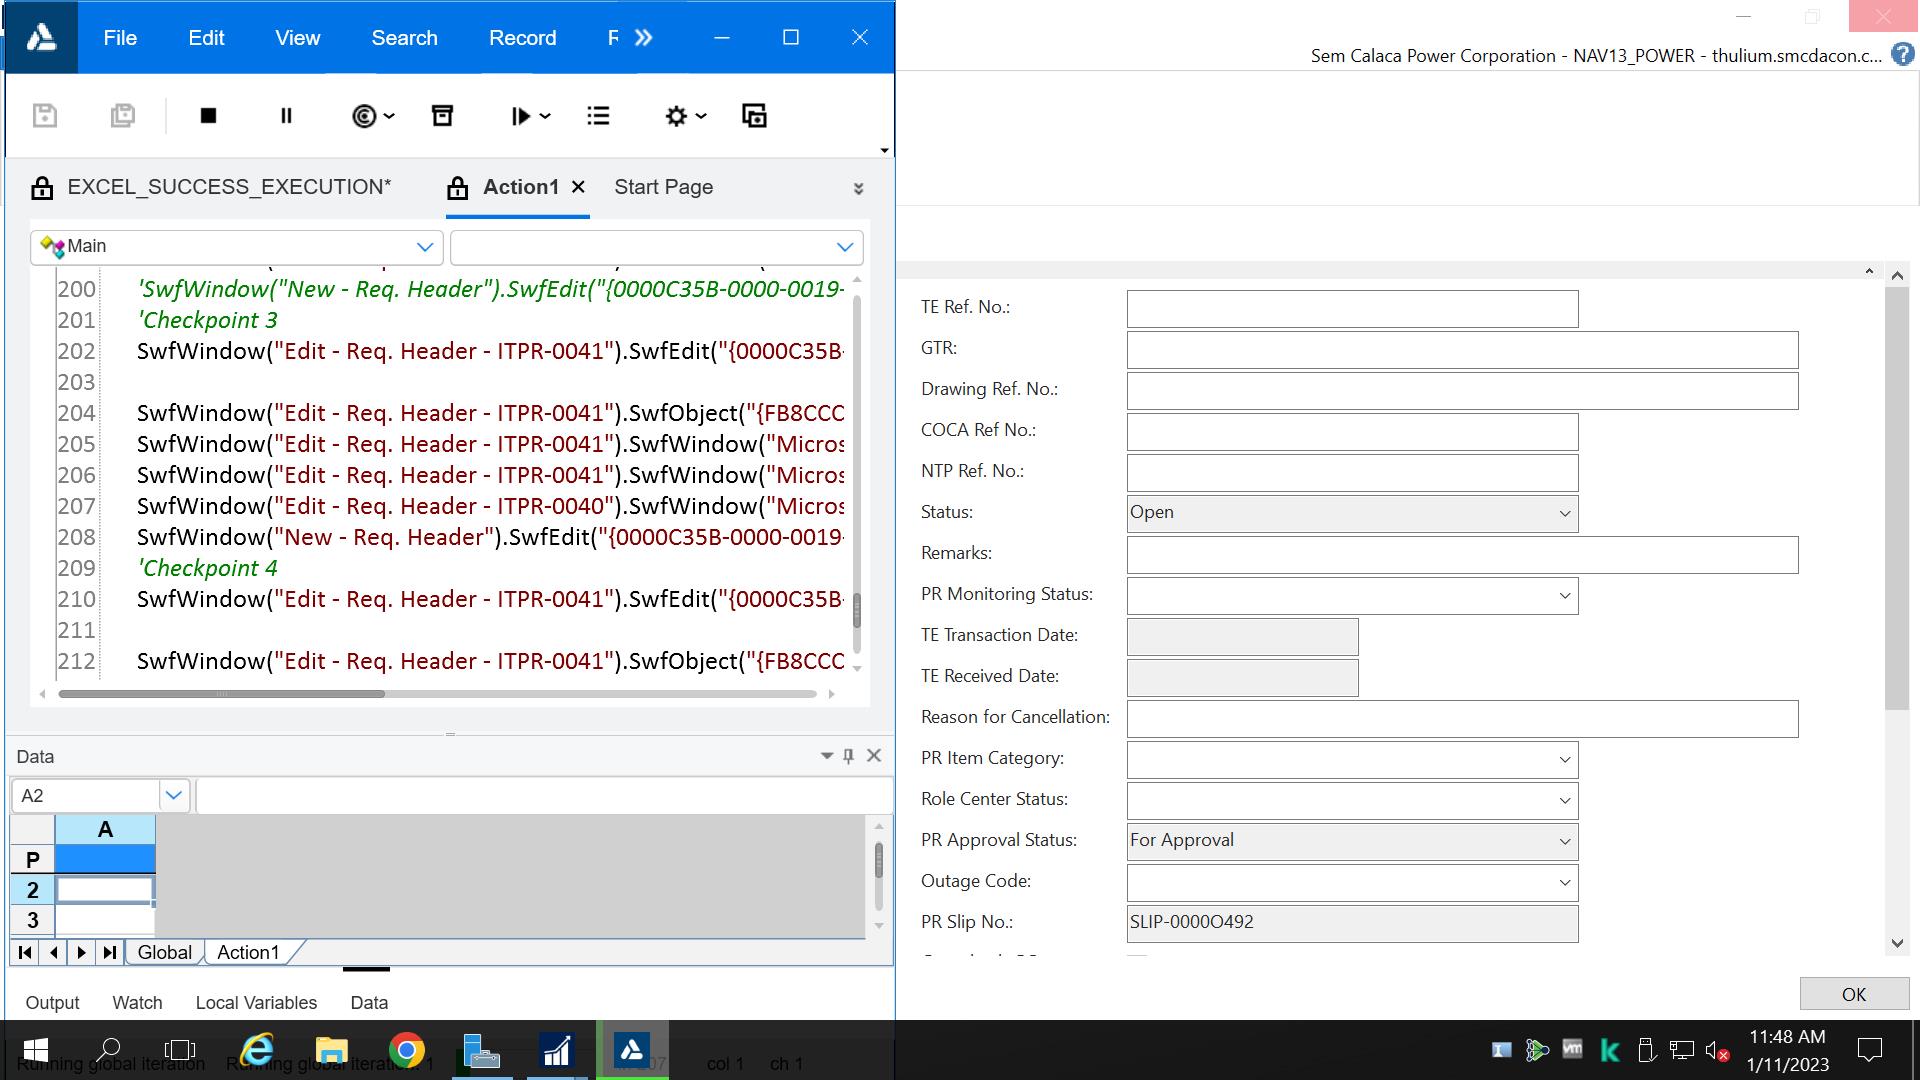 File Edit View Search Record
Sem Calaca Power Corporation - NAV13_POWER - thulium.smcdacon.c...
EXCEL_SUCCESS_EXECUTION*
Action1
Start Page
Main
200 'SwfWindow("New - Req. Header").SwfEdit("{0000C35B-0000-0019-
201 'Checkpoint 3
202 SwfWindow("Edit - Req. Header - ITPR-0041").SwfEdit("{0000C35B-
203
204 SwfWindow("Edit - Req. Header - ITPR-0041").SwfObject("{FB8CCC
205 SwfWindow("Edit - Req. Header - ITPR-0041").SwfWindow("Micros
206 SwfWindow("Edit - Req. Header - ITPR-0041").SwfWindow("Micros
207 SwfWindow("Edit - Req. Header - ITPR-0040").SwfWindow("Micros
208 SwfWindow("New - Req. Header").SwfEdit("{0000C35B-0000-0019-
209 'Checkpoint 4
210 SwfWindow("Edit - Req. Header - ITPR-0041").SwfEdit("{0000C35B-
211
212 SwfWindow("Edit - Req. Header - ITPR-0041").SwfObject("{FB8CCC
Data
A2
A
P
2
3
Global Action1
Output Watch Local Variables Data
TE Ref. No.:
GTR:
Drawing Ref. No.:
COCA Ref No.:
NTP Ref. No.:
Status: Open
Remarks:
PR Monitoring Status:
TE Transaction Date:
TE Received Date:
Reason for Cancellation:
PR Item Category:
Role Center Status:
PR Approval Status: For Approval
Outage Code:
PR Slip No.: SLIP-0000O492
OK
Running global iteration Running global iteration: 1 207 col 1 ch 1
11:48 AM
1/11/2023